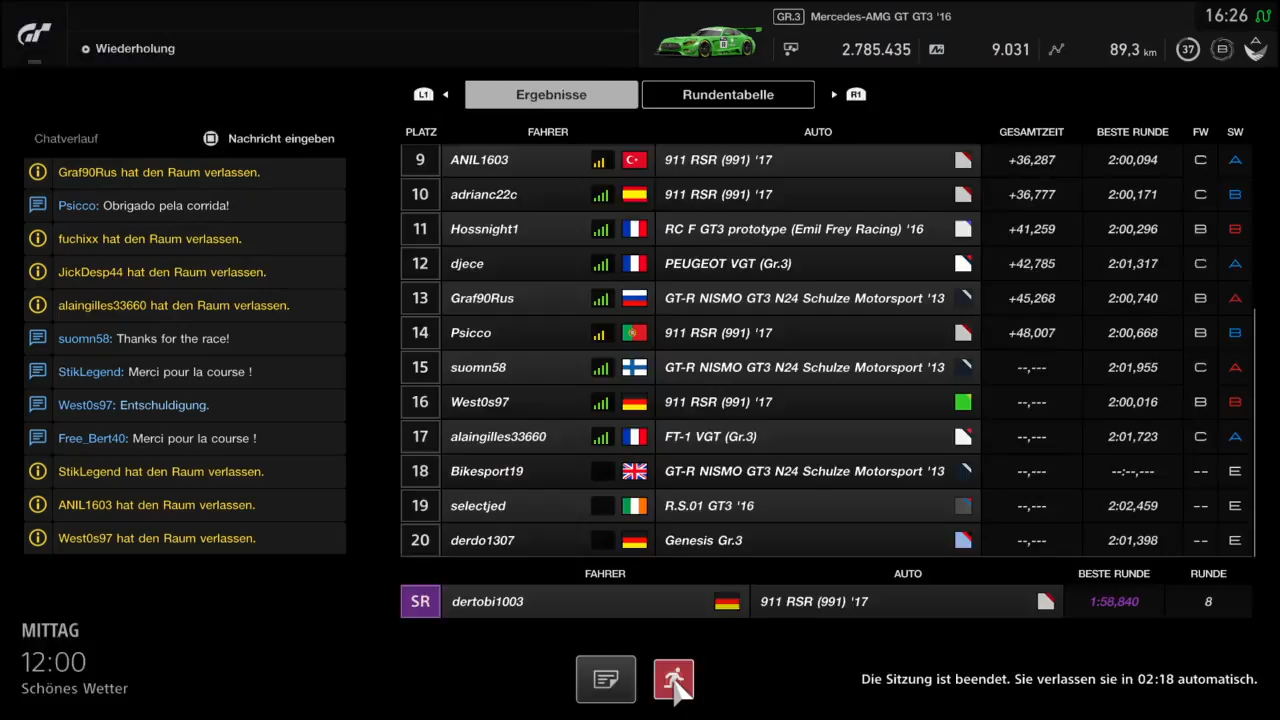 GR.3 Mercedes-AMG GT GT3 '16
16:26
Wiederholung
2.785.435 9.031 89,3 km 37 B A
L1 Ergebnisse Rundentabelle R1
Chatverlauf Nachricht eingeben
Graf90Rus hat den Raum verlassen.
Psicco: Obrigado pela corrida!
fuchixx hat den Raum verlassen.
JickDesp44 hat den Raum verlassen.
alaingilles33660 hat den Raum verlassen.
suomn58: Thanks for the race!
StikLegend: Merci pour la course !
West0s97: Entschuldigung.
Free_Bert40: Merci pour la course !
StikLegend hat den Raum verlassen.
ANIL1603 hat den Raum verlassen.
West0s97 hat den Raum verlassen.
PLATZ FAHRER AUTO GESAMTZEIT BESTE RUNDE FW SW
9 ANIL1603 911 RSR (991) '17 +36,287 2:00,094 C A
10 adrianc22c 911 RSR (991) '17 +36,777 2:00,171 C B
11 Hossnight1 RC F GT3 prototype (Emil Frey Racing) '16 +41,259 2:00,296 B B
12 djece PEUGEOT VGT (Gr.3) +42,785 2:01,317 C A
13 Graf90Rus GT-R NISMO GT3 N24 Schulze Motorsport '13 +45,268 2:00,740 B A
14 Psicco 911 RSR (991) '17 +48,007 2:00,668 B B
15 suomn58 GT-R NISMO GT3 N24 Schulze Motorsport '13 --,--- 2:01,955 C A
16 West0s97 911 RSR (991) '17 --,--- 2:00,016 B B
17 alaingilles33660 FT-1 VGT (Gr.3) --,--- 2:01,723 C A
18 Bikesport19 GT-R NISMO GT3 N24 Schulze Motorsport '13 --,--- --:--,--- -- E
19 selectjed R.S.01 GT3 '16 --,--- 2:02,459 -- E
20 derdo1307 Genesis Gr.3 --,--- 2:01,398 -- E
FAHRER AUTO BESTE RUNDE RUNDE
SR dertobi1003 911 RSR (991) '17 1:58,840 8
MITTAG
12:00
Schönes Wetter
Die Sitzung ist beendet. Sie verlassen sie in 02:18 automatisch.